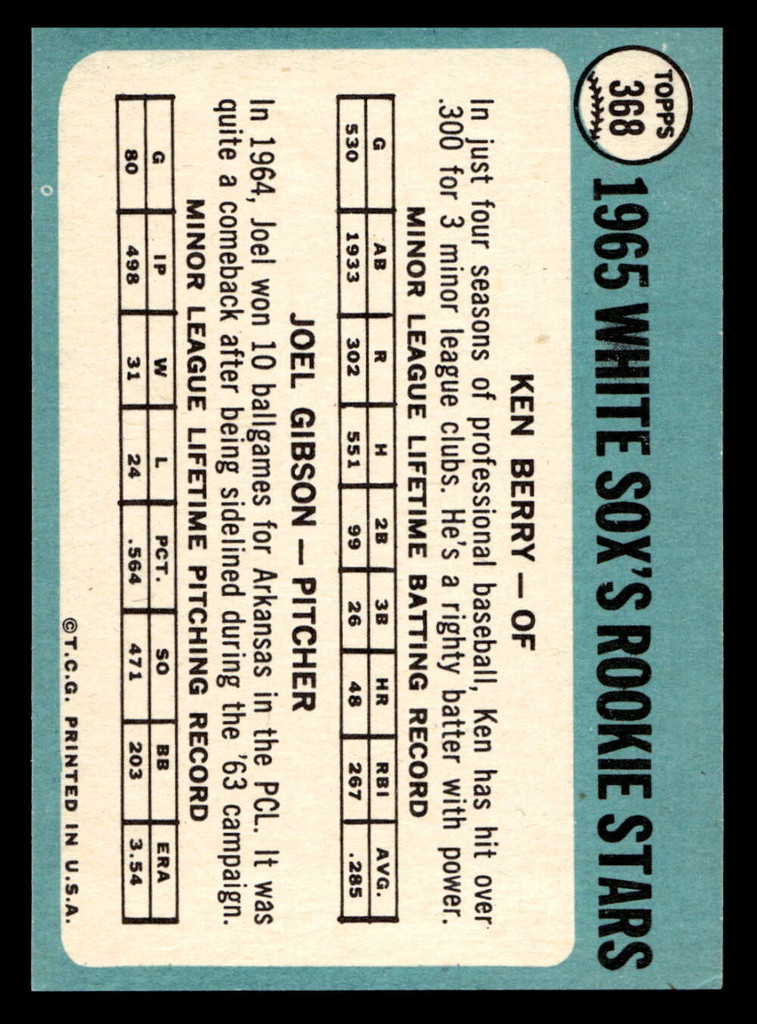 TOPPS
368
1965 WHITE SOX'S ROOKIE STARS
KEN BERRY — OF
In just four seasons of professional baseball, Ken has hit over
.300 for 3 minor league clubs. He's a righty batter with power.
MINOR LEAGUE LIFETIME BATTING RECORD
G AB R H 2B 3B HR RBI AVG.
530 1933 302 551 99 26 48 267 .285
JOEL GIBSON — PITCHER
In 1964, Joel won 10 ballgames for Arkansas in the PCL. It was
quite a comeback after being sidelined during the '63 campaign.
MINOR LEAGUE LIFETIME PITCHING RECORD
G IP W L PCT. SO BB ERA
80 498 31 24 .564 471 203 3.54
©T.C.G. PRINTED IN U.S.A.